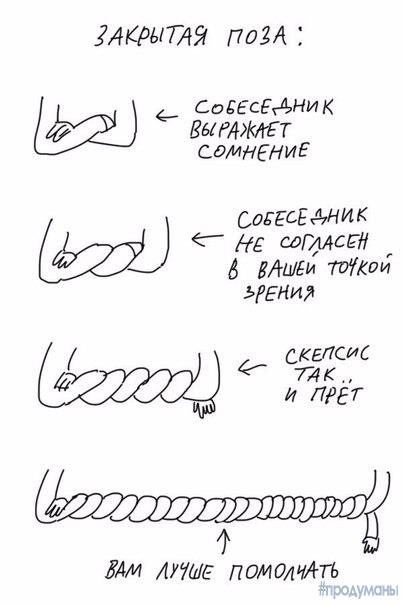 ЗАКРЫТАЯ ПОЗА:
СОБЕСЕДНИК
ВЫРАЖАЕТ
СОМНЕНИЕ
СОБЕСЕДНИК
НЕ СОГЛАСЕН
В ВАШЕЙ ТОЧКОЙ
ЗРЕНИЯ
СКЕПСИС
ТАК
И ПРЁТ
ВАМ ЛУЧШЕ ПОМОЛЧАТЬ
#продуманы